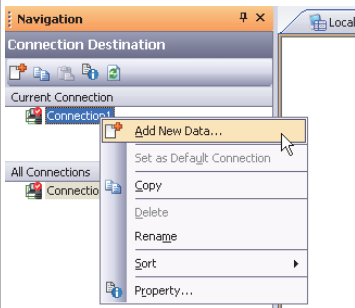 Navigation
Local
Connection Destination
Current Connection
Connection1
Add New Data...
Set as Default Connection
All Connections
Connectio
Copy
Delete
Rename
Sort
Property...